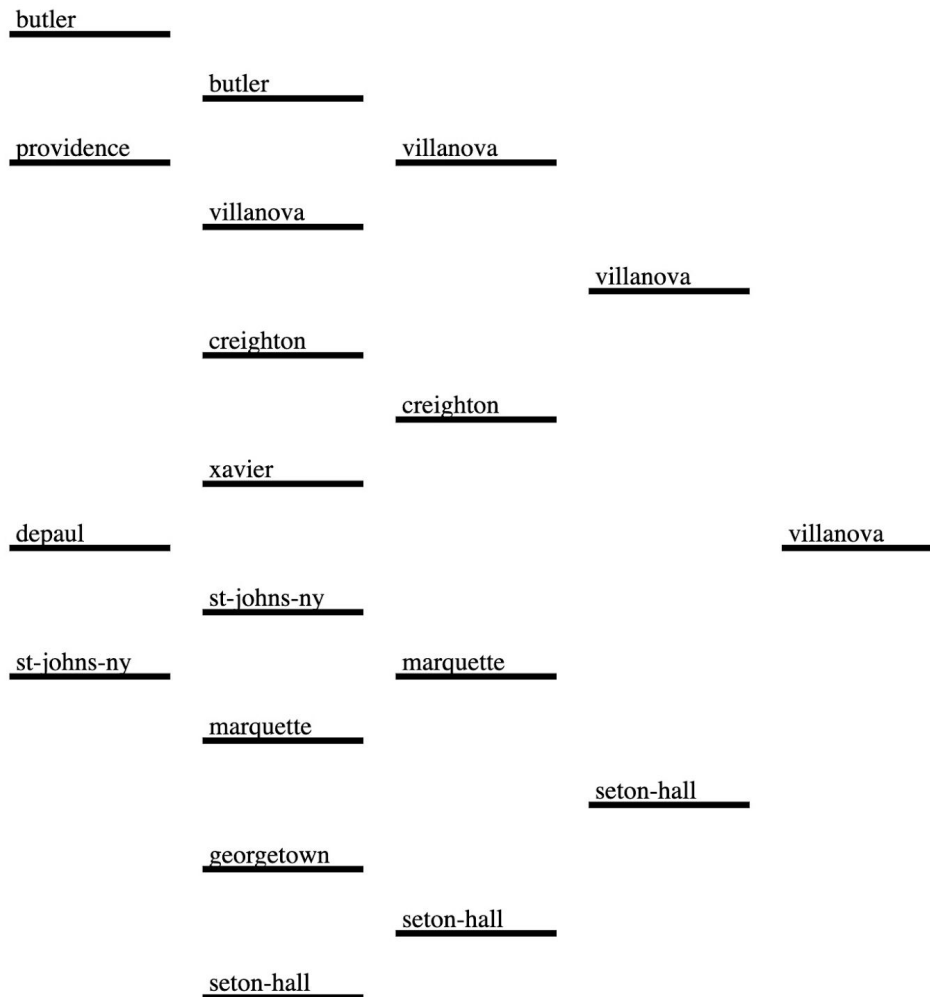 butler
butler
providence
villanova
villanova
villanova
creighton
creighton
xavier
depaul
villanova
st-johns-ny
st-johns-ny
marquette
marquette
seton-hall
georgetown
seton-hall
seton-hall